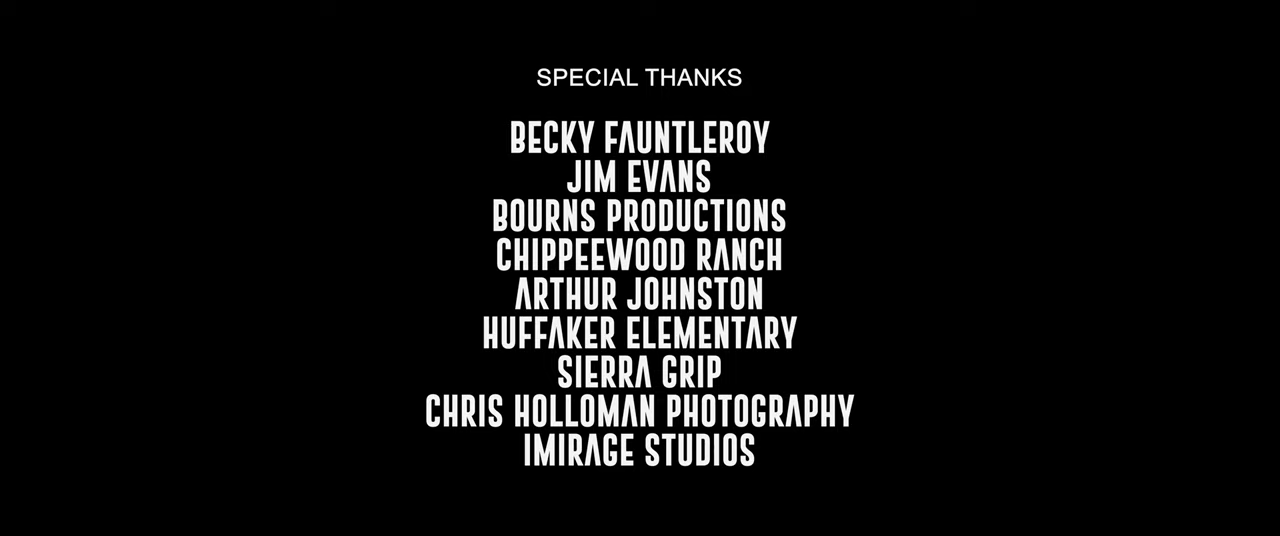 SPECIAL THANKS
BECKY FAUNTLEROY
JIM EVANS
BOURNS PRODUCTIONS
CHIPPEEWOOD RANCH
ARTHUR JOHNSTON
HUFFAKER ELEMENTARY
SIERRA GRIP
CHRIS HOLLOMAN PHOTOGRAPHY
IMIRAGE STUDIOS